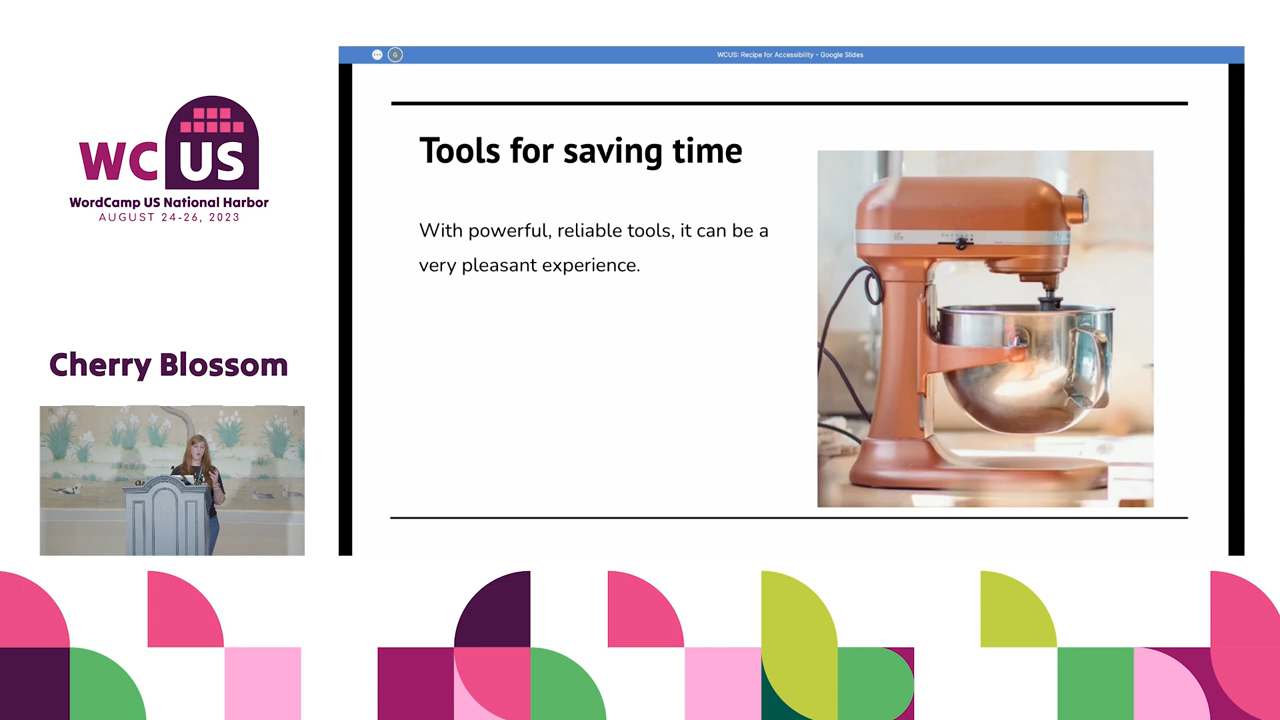 WCUS: Recipe for Accessibility - Google Slides
G
WC US
WordCamp US National Harbor
AUGUST 24-26, 2023
Tools for saving time
With powerful, reliable tools, it can be a
very pleasant experience.
Cherry Blossom